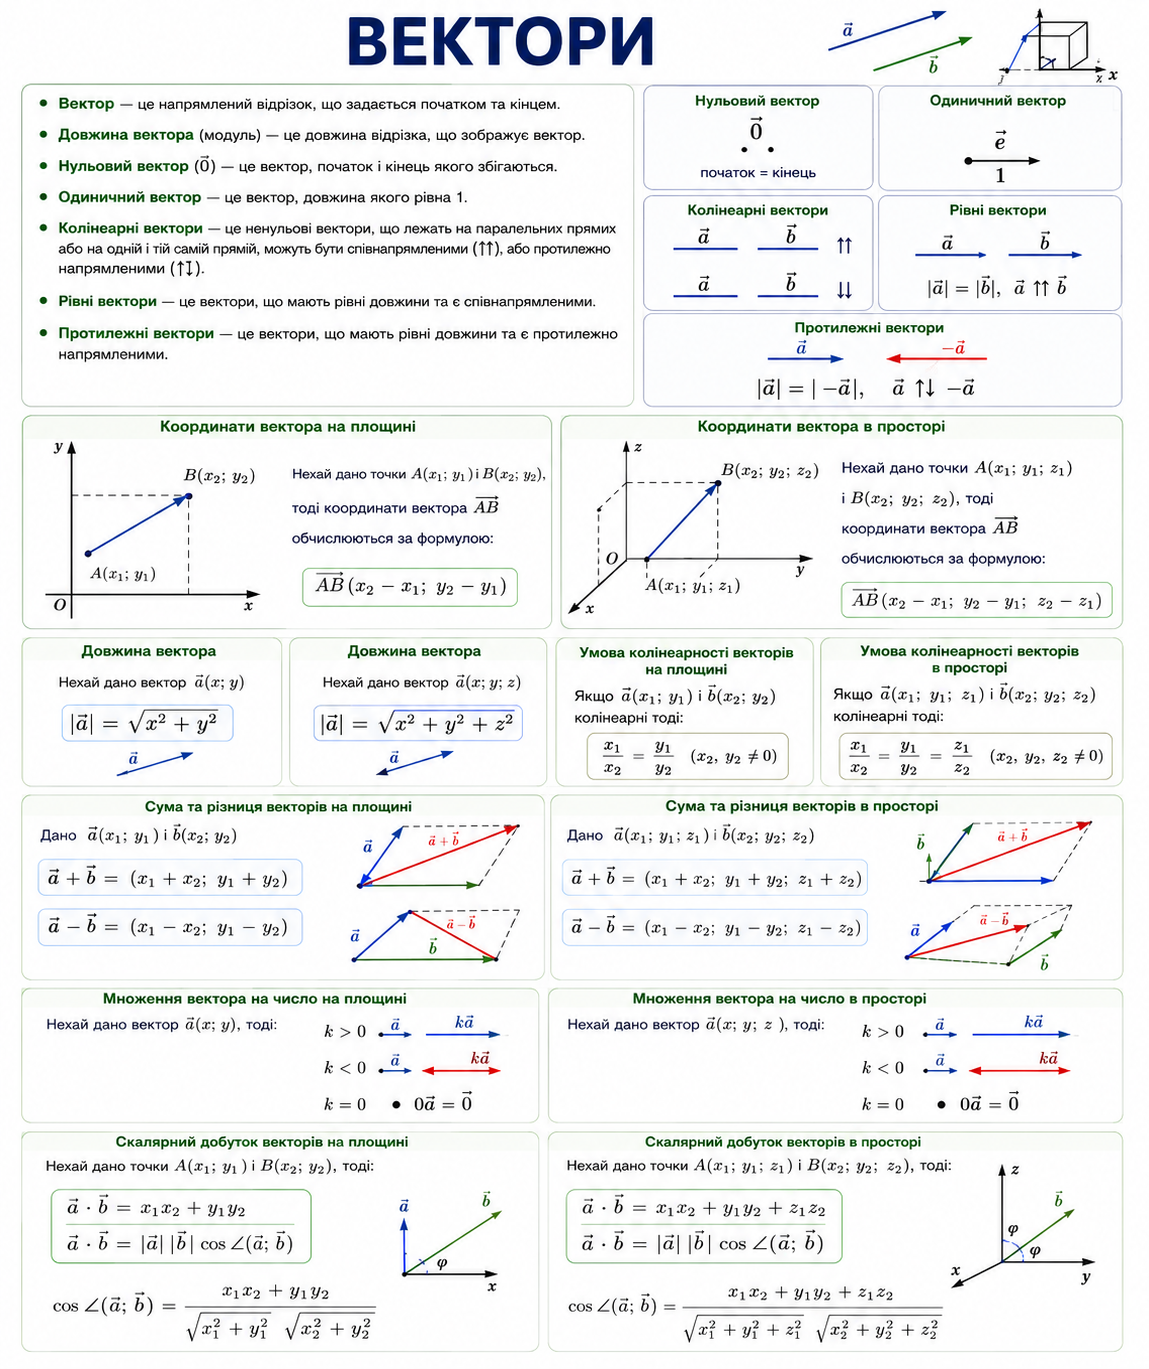 ВЕКТОРИ
a⃗
b⃗
x
• Вектор — це напрямлений відрізок, що задається початком та кінцем.
• Довжина вектора (модуль) — це довжина відрізка, що зображує вектор.
• Нульовий вектор (0⃗) — це вектор, початок і кінець якого збігаються.
• Одиничний вектор — це вектор, довжина якого рівна 1.
• Колінеарні вектори — це ненульові вектори, що лежать на паралельних прямих
або на одній і тій самій прямій, можуть бути співнапрямленими (↑↑), або протилежно
напрямленими (↑↓).
• Рівні вектори — це вектори, що мають рівні довжини та є співнапрямленими.
• Протилежні вектори — це вектори, що мають рівні довжини та є протилежно
напрямленими.
Нульовий вектор
0⃗
початок = кінець
Одиничний вектор
e⃗
1
Колінеарні вектори
a⃗ b⃗ ↑↑
a⃗ b⃗ ↓↓
Рівні вектори
a⃗ b⃗
|a⃗| = |b⃗|, a⃗ ↑↑ b⃗
Протилежні вектори
a⃗ −a⃗
|a⃗| = | −a⃗|, a⃗ ↑↓ −a⃗
Координати вектора на площині
y
B(x₂; y₂)
A(x₁; y₁)
O
x
Нехай дано точки A(x₁; y₁) і B(x₂; y₂),
тоді координати вектора A͞B⃗
обчислюються за формулою:
A͞B⃗ (x₂ − x₁; y₂ − y₁)
Координати вектора в просторі
z
B(x₂; y₂; z₂)
O
y
A(x₁; y₁; z₁)
x
Нехай дано точки A(x₁; y₁; z₁)
і B(x₂; y₂; z₂), тоді
координати вектора A͞B⃗
обчислюються за формулою:
A͞B⃗ (x₂ − x₁; y₂ − y₁; z₂ − z₁)
Довжина вектора
Нехай дано вектор a⃗(x; y)
|a⃗| = √(x² + y²)
a⃗
Довжина вектора
Нехай дано вектор a⃗(x; y; z)
|a⃗| = √(x² + y² + z²)
a⃗
Умова колінеарності векторів
на площині
Якщо a⃗(x₁; y₁) і b⃗(x₂; y₂)
колінеарні тоді:
x₁/x₂ = y₁/y₂ (x₂, y₂ ≠ 0)
Умова колінеарності векторів
в просторі
Якщо a⃗(x₁; y₁; z₁) і b⃗(x₂; y₂; z₂)
колінеарні тоді:
x₁/x₂ = y₁/y₂ = z₁/z₂ (x₂, y₂, z₂ ≠ 0)
Сума та різниця векторів на площині
Дано a⃗(x₁; y₁) і b⃗(x₂; y₂)
a⃗ + b⃗ = (x₁ + x₂; y₁ + y₂)
a⃗ − b⃗ = (x₁ − x₂; y₁ − y₂)
a⃗
a⃗ + b⃗
a⃗
a⃗ − b⃗
b⃗
Сума та різниця векторів в просторі
Дано a⃗(x₁; y₁; z₁) і b⃗(x₂; y₂; z₂)
a⃗ + b⃗ = (x₁ + x₂; y₁ + y₂; z₁ + z₂)
a⃗ − b⃗ = (x₁ − x₂; y₁ − y₂; z₁ − z₂)
b⃗
a⃗ + b⃗
a⃗
a⃗ − b⃗
b⃗
Множення вектора на число на площині
Нехай дано вектор a⃗(x; y), тоді:
k > 0 a⃗ ka⃗
k < 0 a⃗ ka⃗
k = 0 • 0a⃗ = 0⃗
Множення вектора на число в просторі
Нехай дано вектор a⃗(x; y; z ), тоді:
k > 0 a⃗ ka⃗
k < 0 a⃗ ka⃗
k = 0 • 0a⃗ = 0⃗
Скалярний добуток векторів на площині
Нехай дано точки A(x₁; y₁ ) і B(x₂; y₂), тоді:
a⃗ · b⃗ = x₁x₂ + y₁y₂
a⃗ · b⃗ = |a⃗| |b⃗| cos ∠(a⃗; b⃗)
cos ∠(a⃗; b⃗) = (x₁x₂ + y₁y₂)/(√(x₁² + y₁²) √(x₂² + y₂²))
a⃗
b⃗
φ
x
Скалярний добуток векторів в просторі
Нехай дано точки A(x₁; y₁; z₁) і B(x₂; y₂; z₂), тоді:
a⃗ · b⃗ = x₁x₂ + y₁y₂ + z₁z₂
a⃗ · b⃗ = |a⃗| |b⃗| cos ∠(a⃗; b⃗)
cos ∠(a⃗; b⃗) = (x₁x₂ + y₁y₂ + z₁z₂)/(√(x₁² + y₁² + z₁²) √(x₂² + y₂² + z₂²))
z
b⃗
φ
φ
x
y